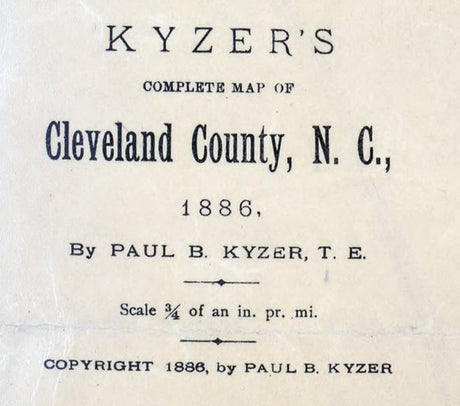 KYZER'S
COMPLETE MAP OF
Cleveland County, N. C.,
1886,
By PAUL B. KYZER, T. E.
Scale ¾ of an in. pr. mi.
COPYRIGHT 1886, by PAUL B. KYZER